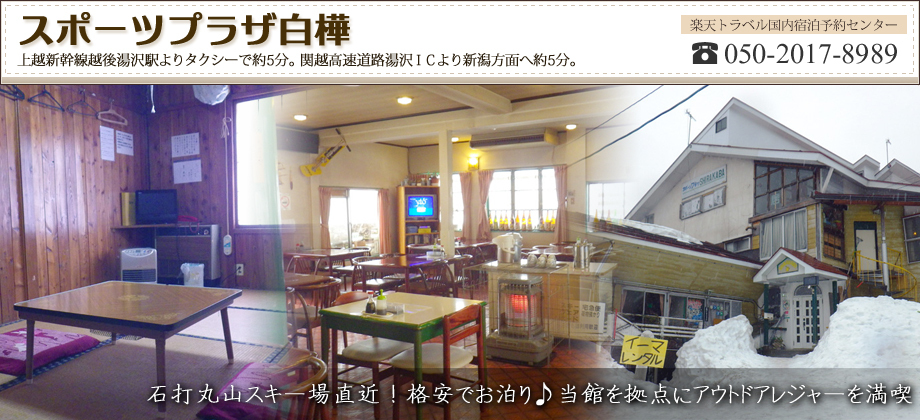 スポーツプラザ白樺
上越新幹線越後湯沢駅よりタクシーで約5分。関越高速道路湯沢ＩＣより新潟方面へ約5分。
楽天トラベル国内宿泊予約センター
☎050-2017-8989
イーマ
レンタル
石打丸山スキー場直近！格安でお泊り♪当館を拠点にアウトドアレジャーを満喫